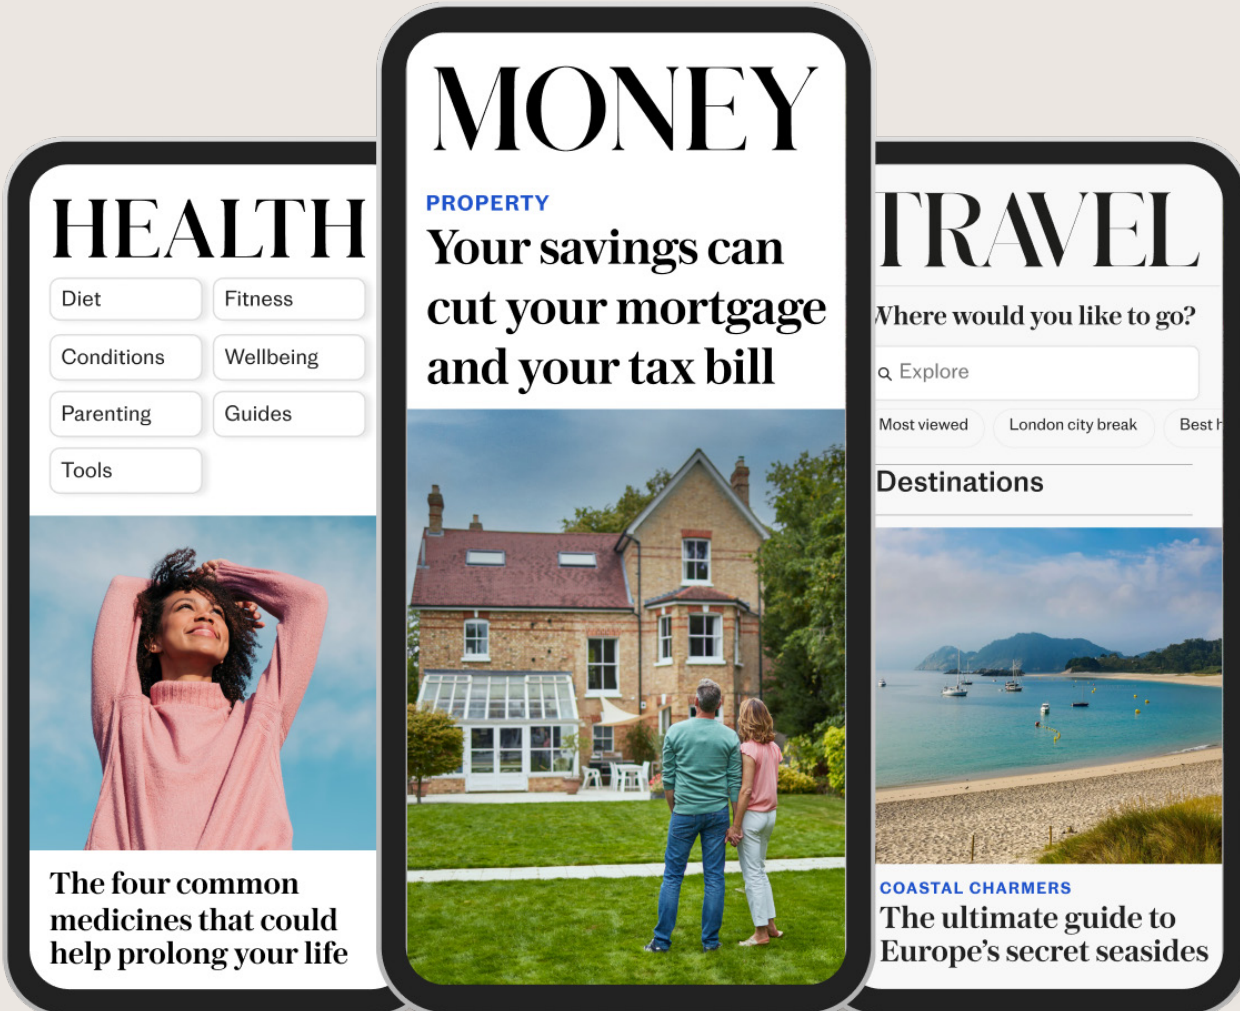 HEALTH
Diet
Fitness
Conditions
Wellbeing
Parenting
Guides
Tools
The four common
medicines that could
help prolong your life
MONEY
PROPERTY
Your savings can
cut your mortgage
and your tax bill
TRAVEL
Where would you like to go?
Explore
Most viewed
London city break
Best
Destinations
COASTAL CHARMERS
The ultimate guide to
Europe's secret seasides